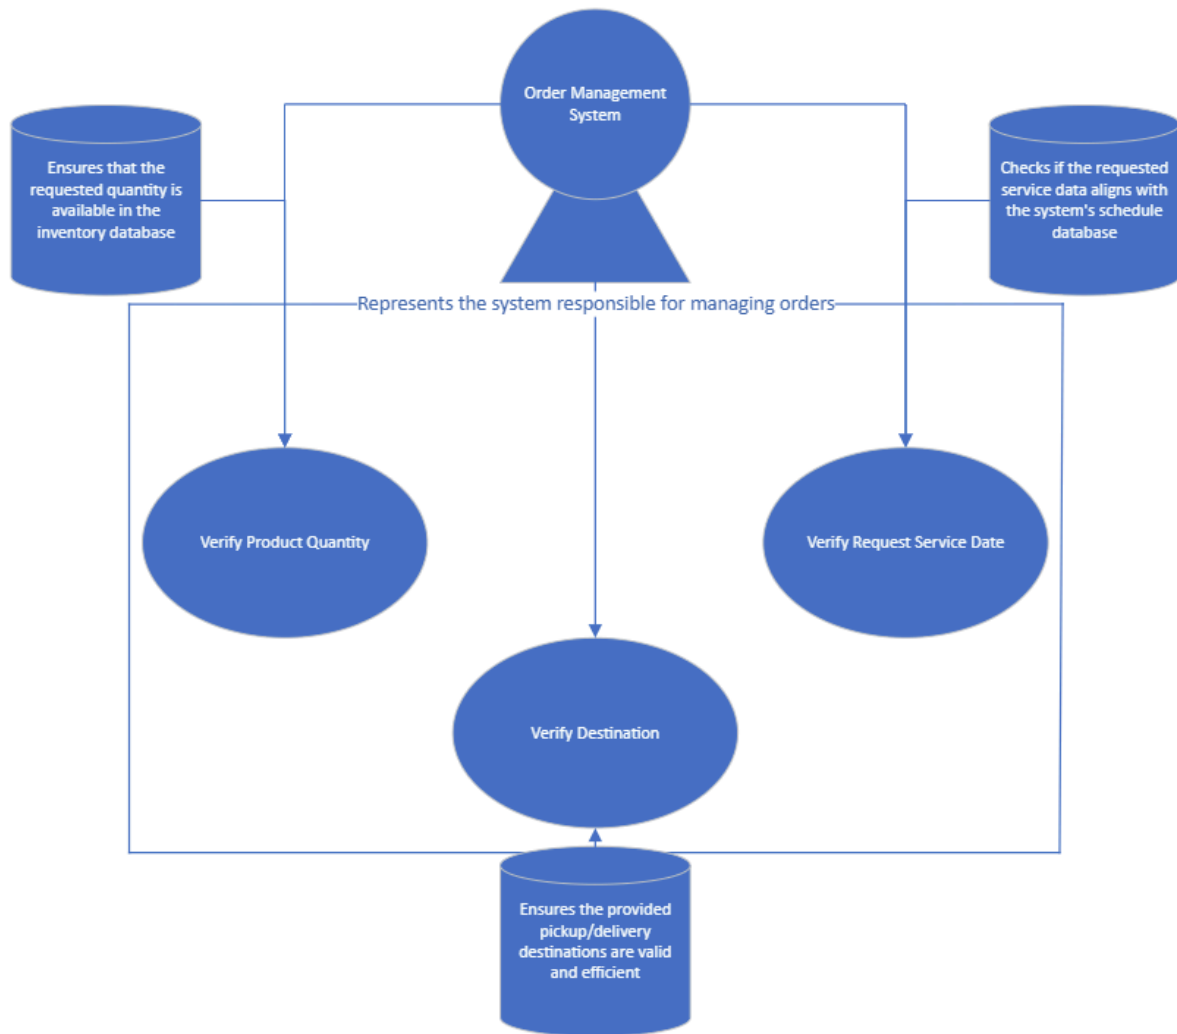 Order Management
System
Ensures that the
requested quantity is
available in the
inventory database
Checks if the requested
service data aligns with
the system's schedule
database
Represents the system responsible for managing orders
Verify Product Quantity
Verify Request Service Date
Verify Destination
Ensures the provided
pickup/delivery
destinations are valid
and efficient